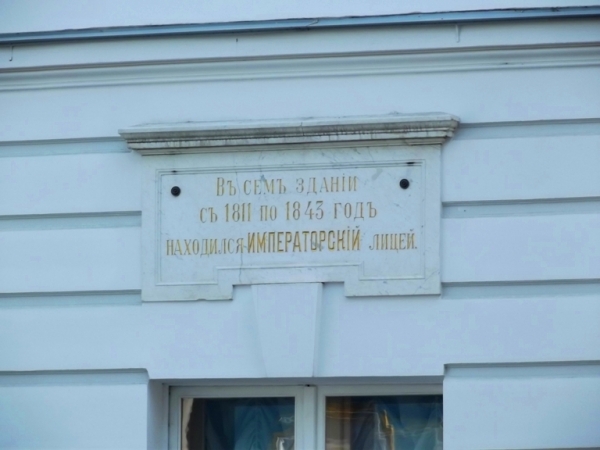 Въ семъ зданіи
съ 1811 по 1843 годъ
находился ИМПЕРАТОРСКІЙ лицей.